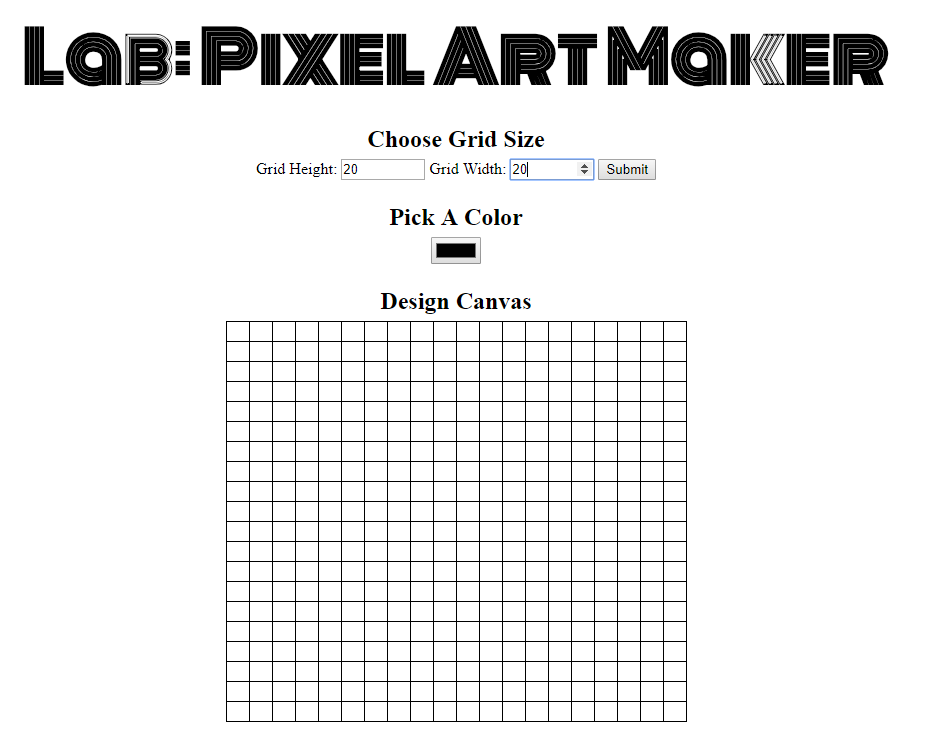 Lab: Pixel Art Maker
Choose Grid Size
Grid Height: 20 Grid Width: 20 Submit
Pick A Color
Design Canvas